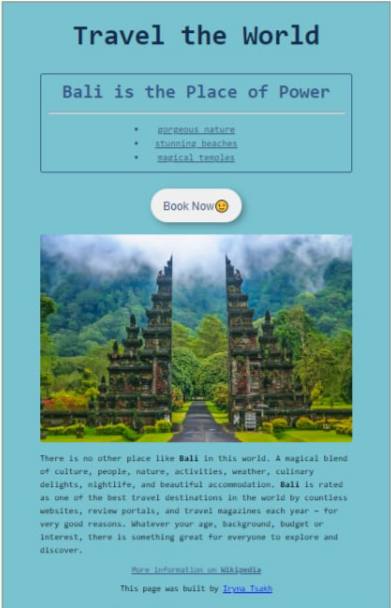 Travel the World
Bali is the Place of Power
• gorgeous nature
• stunning beaches
• magical temples
Book Now😉
There is no other place like Bali in this world. A magical blend
of culture, people, nature, activities, weather, culinary
delights, nightlife, and beautiful accommodation. Bali is rated
as one of the best travel destinations in the world by countless
websites, review portals, and travel magazines each year – for
very good reasons. Whatever your age, background, budget or
interest, there is something great for everyone to explore and
discover.
More information on Wikipedia
This page was built by Iryna Tsakh